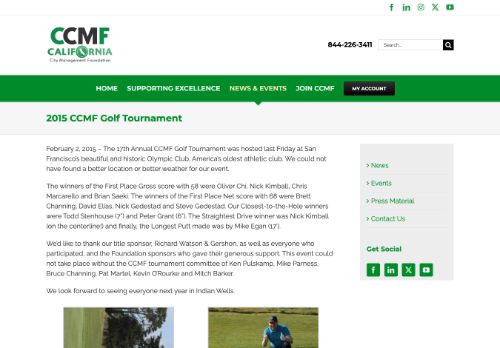 CCMF
CALIFORNIA
City Management Foundation
844-226-3411
Search...
HOME SUPPORTING EXCELLENCE NEWS & EVENTS JOIN CCMF MY ACCOUNT
2015 CCMF Golf Tournament
February 2, 2015 – The 17th Annual CCMF Golf Tournament was hosted last Friday at San
Francisco's beautiful and historic Olympic Club, America's oldest athletic club. We could not
have found a better location or better weather for our event.
The winners of the First Place Gross score with 58 were Oliver Chi, Nick Kimball, Chris
Marcarello and Brian Saeki. The winners of the First Place Net score with 68 were Brett
Channing, David Elias, Nick Gedestad and Steve Gedestad. Our Closest-to-the-Hole winners
were Todd Stenhouse (7") and Peter Grant (6"). The Straightest Drive winner was Nick Kimball
(on the centerline!) and finally, the Longest Putt made was by Mike Egan (17').
We'd like to thank our title sponsor, Richard Watson & Gershon, as well as everyone who
participated, and the Foundation sponsors who gave their generous support. This event could
not take place without the CCMF tournament committee of Ken Pulskamp, Mike Parness,
Bruce Channing, Pat Martel, Kevin O'Rourke and Mitch Barker.
We look forward to seeing everyone next year in Indian Wells.
> News
> Events
> Press Material
> Contact Us
Get Social